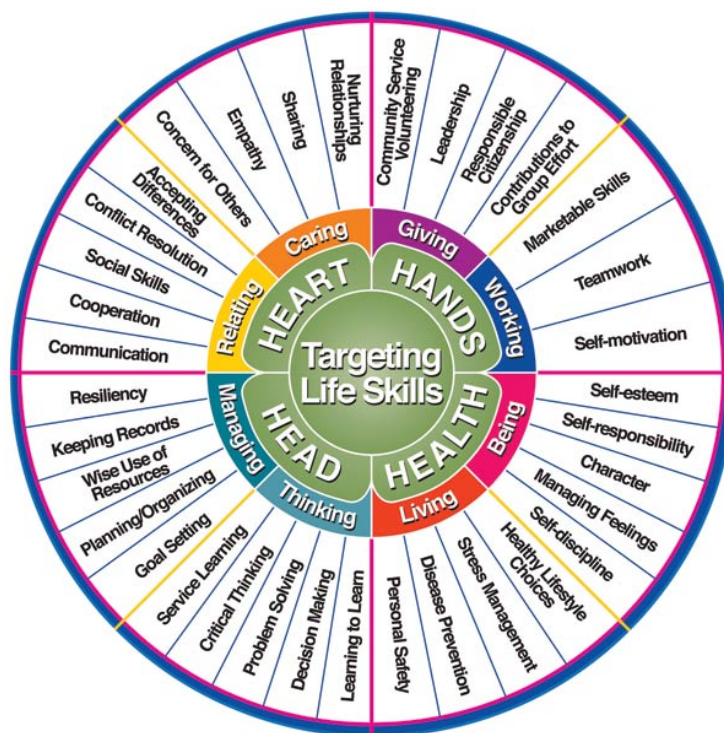 Targeting
Life Skills
HEART
HANDS
HEALTH
HEAD
Caring
Giving
Working
Being
Living
Thinking
Managing
Relating
Nurturing
Relationships
Sharing
Empathy
Concern for Others
Accepting
Differences
Conflict Resolution
Social Skills
Cooperation
Communication
Community Service
Volunteering
Leadership
Responsible
Citizenship
Contributions to
Group Effort
Marketable Skills
Teamwork
Self-motivation
Self-esteem
Self-responsibility
Character
Managing Feelings
Self-discipline
Healthy Lifestyle
Choices
Stress Management
Disease Prevention
Personal Safety
Learning to Learn
Decision Making
Problem Solving
Critical Thinking
Service Learning
Goal Setting
Planning/Organizing
Wise Use of
Resources
Keeping Records
Resiliency